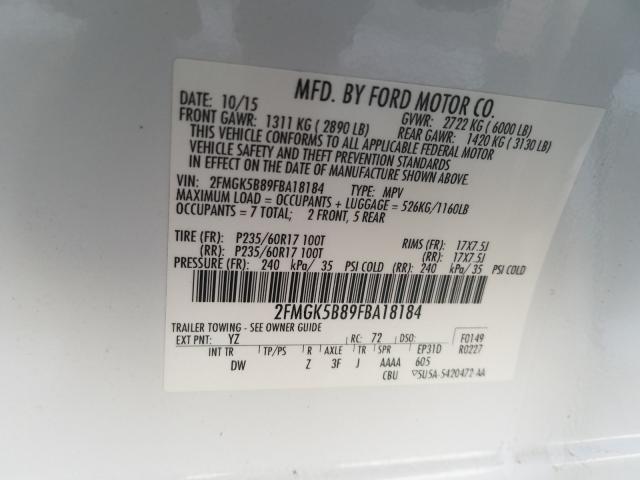 MFD. BY FORD MOTOR CO.
DATE: 10/15 GVWR: 2722 KG ( 6000 LB)
FRONT GAWR: 1311 KG ( 2890 LB) REAR GAWR: 1420 KG ( 3130 LB)
THIS VEHICLE CONFORMS TO ALL APPLICABLE FEDERAL MOTOR
VEHICLE SAFETY AND THEFT PREVENTION STANDARDS
IN EFFECT ON THE DATE OF MANUFACTURE SHOWN ABOVE.
VIN: 2FMGK5B89FBA18184 TYPE: MPV
MAXIMUM LOAD = OCCUPANTS + LUGGAGE = 526KG/1160LB
OCCUPANTS = 7 TOTAL; 2 FRONT, 5 REAR
TIRE (FR): P235/60R17 100T RIMS (FR): 17X7.5J
(RR): P235/60R17 100T (RR): 17X7.5J
PRESSURE (FR): 240 kPa/ 35 PSI COLD (RR): 240 kPa/ 35 PSI COLD
2FMGK5B89FBA18184
TRAILER TOWING - SEE OWNER GUIDE
EXT PNT: YZ RC: 72 DSO: F0149
INT TR TP/PS R AXLE TR SPR EP31D R0227
DW Z 3F J AAAA 605
CBU ▽5U5A-5420472-AA